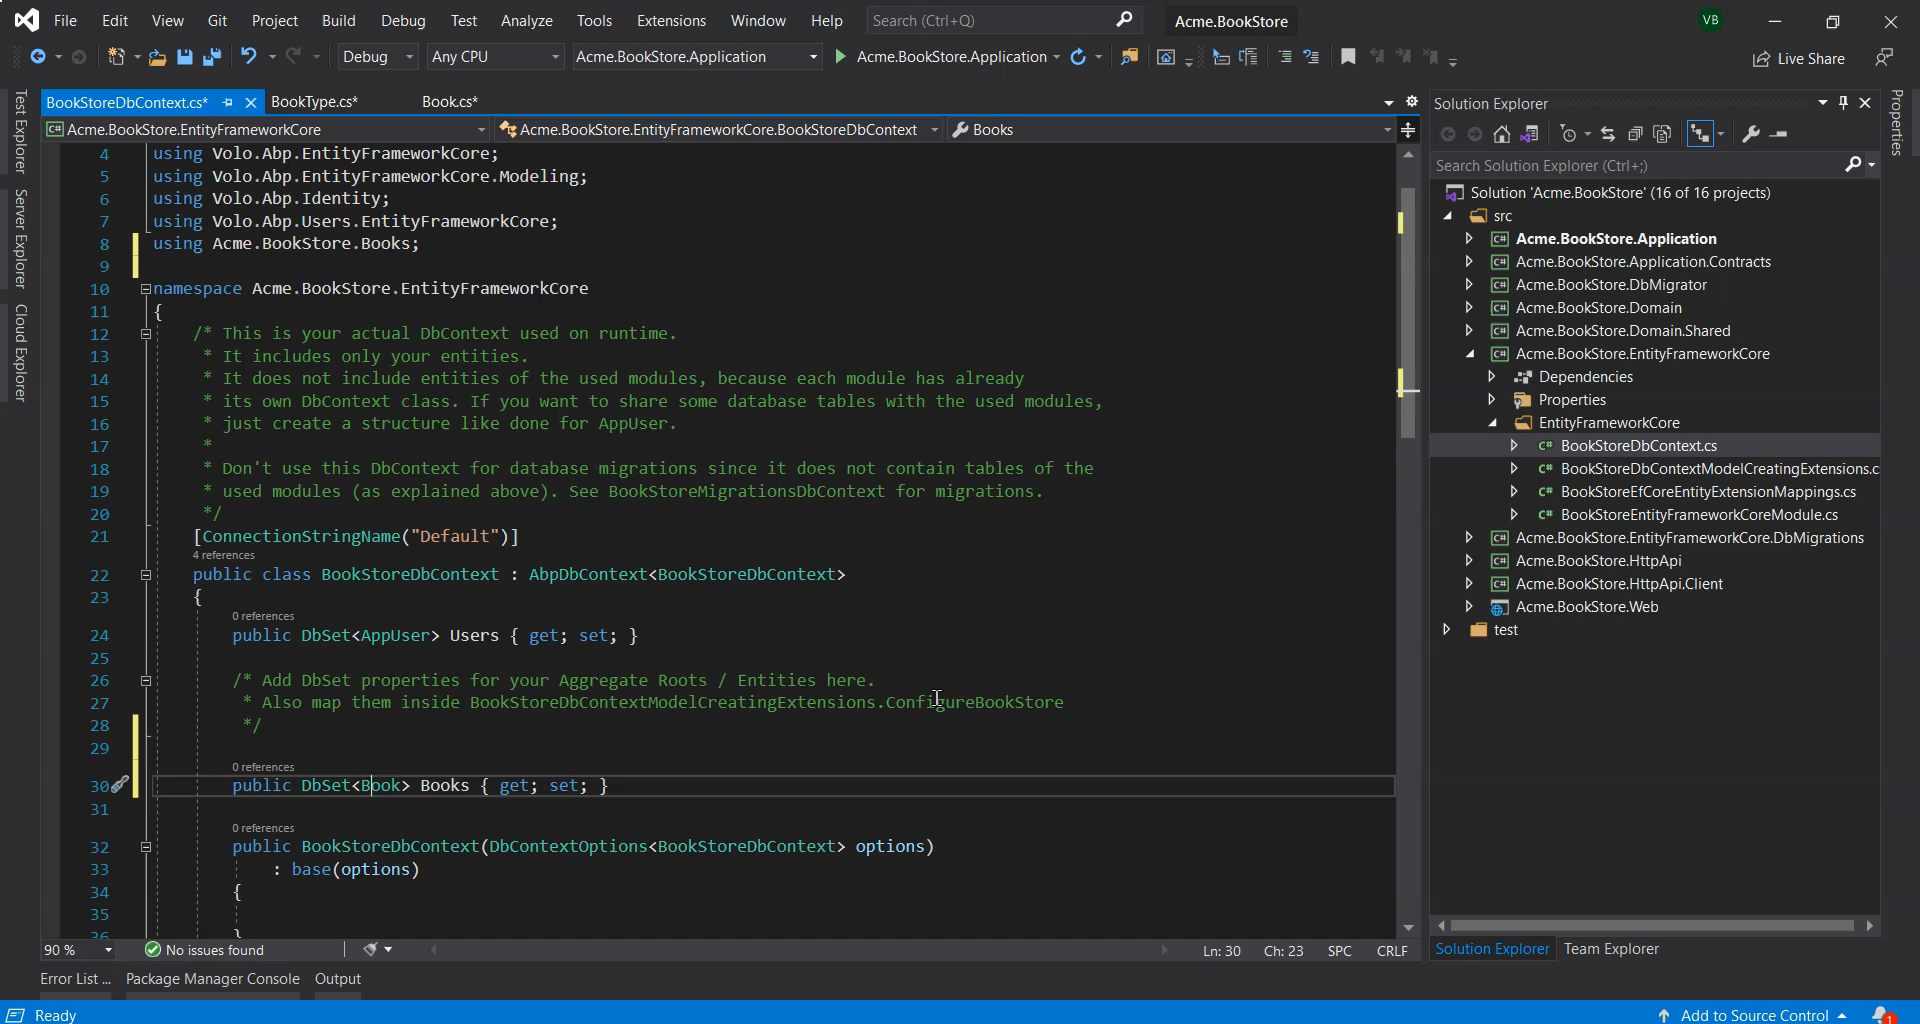 File Edit View Git Project Build Debug Test Analyze Tools Extensions Window Help Search (Ctrl+Q) Acme.BookStore VB
Debug Any CPU Acme.BookStore.Application Acme.BookStore.Application Live Share
BookStoreDbContext.cs* BookType.cs* Book.cs*
Acme.BookStore.EntityFrameworkCore Acme.BookStore.EntityFrameworkCore.BookStoreDbContext Books
Test Explorer
Server Explorer
Cloud Explorer
4 using Volo.Abp.EntityFrameworkCore;
5 using Volo.Abp.EntityFrameworkCore.Modeling;
6 using Volo.Abp.Identity;
7 using Volo.Abp.Users.EntityFrameworkCore;
8 using Acme.BookStore.Books;
9
10 namespace Acme.BookStore.EntityFrameworkCore
11 {
12 /* This is your actual DbContext used on runtime.
13 * It includes only your entities.
14 * It does not include entities of the used modules, because each module has already
15 * its own DbContext class. If you want to share some database tables with the used modules,
16 * just create a structure like done for AppUser.
17 *
18 * Don't use this DbContext for database migrations since it does not contain tables of the
19 * used modules (as explained above). See BookStoreMigrationsDbContext for migrations.
20 */
21 [ConnectionStringName("Default")]
4 references
22 public class BookStoreDbContext : AbpDbContext<BookStoreDbContext>
23 {
0 references
24 public DbSet<AppUser> Users { get; set; }
25
26 /* Add DbSet properties for your Aggregate Roots / Entities here.
27 * Also map them inside BookStoreDbContextModelCreatingExtensions.ConfigureBookStore
28 */
29
0 references
30 public DbSet<Book> Books { get; set; }
31
0 references
32 public BookStoreDbContext(DbContextOptions<BookStoreDbContext> options)
33 : base(options)
34 {
35
36 }
90 % No issues found Ln: 30 Ch: 23 SPC CRLF
Error List ... Package Manager Console Output
Ready
Solution Explorer
Search Solution Explorer (Ctrl+;)
Solution 'Acme.BookStore' (16 of 16 projects)
src
C# Acme.BookStore.Application
C# Acme.BookStore.Application.Contracts
C# Acme.BookStore.DbMigrator
C# Acme.BookStore.Domain
C# Acme.BookStore.Domain.Shared
C# Acme.BookStore.EntityFrameworkCore
Dependencies
Properties
EntityFrameworkCore
C# BookStoreDbContext.cs
C# BookStoreDbContextModelCreatingExtensions.c
C# BookStoreEfCoreEntityExtensionMappings.cs
C# BookStoreEntityFrameworkCoreModule.cs
C# Acme.BookStore.EntityFrameworkCore.DbMigrations
C# Acme.BookStore.HttpApi
C# Acme.BookStore.HttpApi.Client
Acme.BookStore.Web
test
Solution Explorer Team Explorer
Properties
Add to Source Control 1